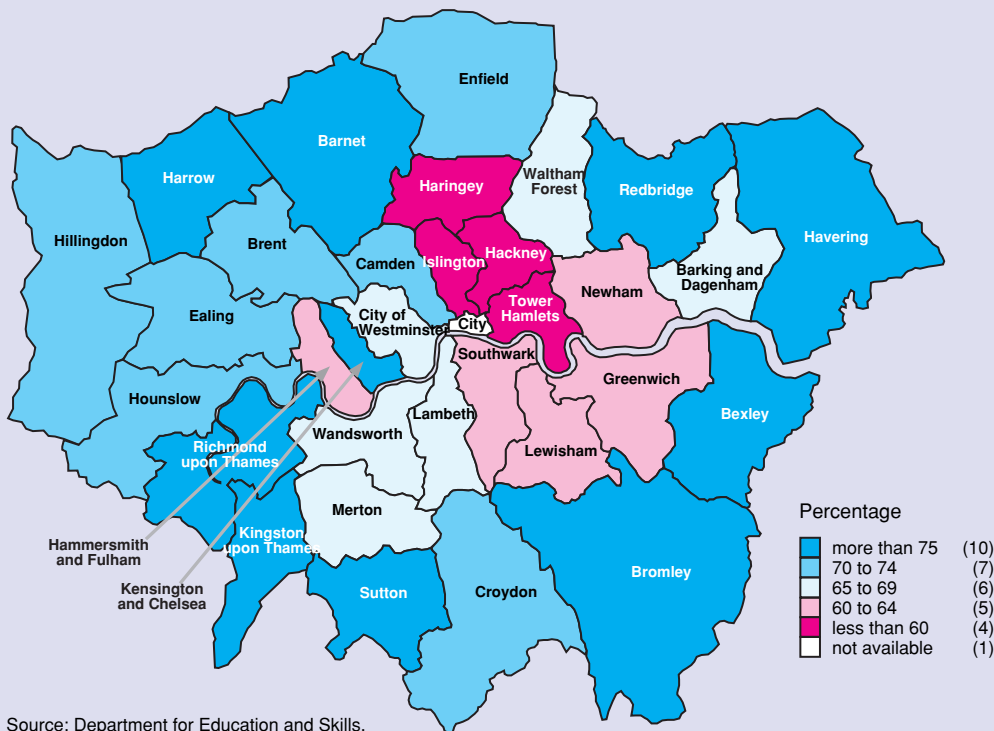 Enfield
Barnet
Harrow
Haringey
Waltham
Forest
Redbridge
Havering
Hillingdon
Brent
Camden
Islington
Hackney
Barking and
Dagenham
Newham
Tower
Hamlets
Ealing
City of
Westminster
City
Southwark
Greenwich
Hounslow
Lambeth
Bexley
Wandsworth
Richmond
upon Thames
Lewisham
Merton
Kingston
upon Thames
Hammersmith
and Fulham
Kensington
and Chelsea
Sutton
Croydon
Bromley
Percentage
more than 75 (10)
70 to 74 (7)
65 to 69 (6)
60 to 64 (5)
less than 60 (4)
not available (1)
Source: Department for Education and Skills.